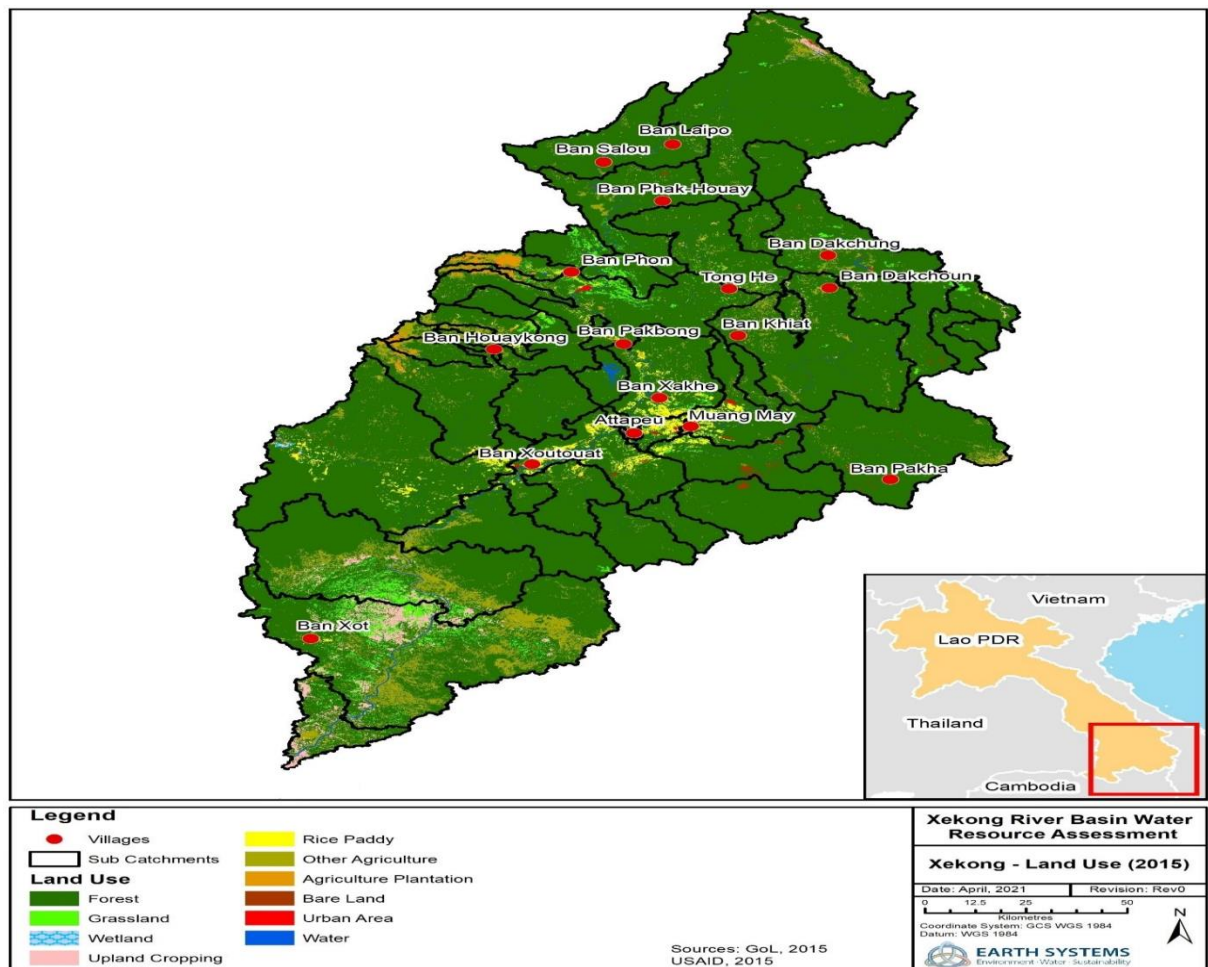 Ban Laipo
Ban Salou
Ban Phak-Houay
Ban Dakchung
Ban Phon
Tong He
Ban Dakchoun
Ban Khiat
Ban Pakbong
Ban Houaykong
Ban Xakhe
Attapeu
Muang May
Ban Xoutouat
Ban Pakha
Ban Xot
Vietnam
Lao PDR
Thailand
Cambodia
Legend
Villages
Sub Catchments
Land Use
Forest
Grassland
Wetland
Upland Cropping
Rice Paddy
Other Agriculture
Agriculture Plantation
Bare Land
Urban Area
Water
Sources: GoL, 2015
USAID, 2015
Xekong River Basin Water
Resource Assessment
Xekong - Land Use (2015)
Date: April, 2021 Revision: Rev0
0 12.5 25 50
Kilometres
Coordinate System: GCS WGS 1984
Datum: WGS 1984
N
EARTH SYSTEMS
Environment · Water · Sustainability